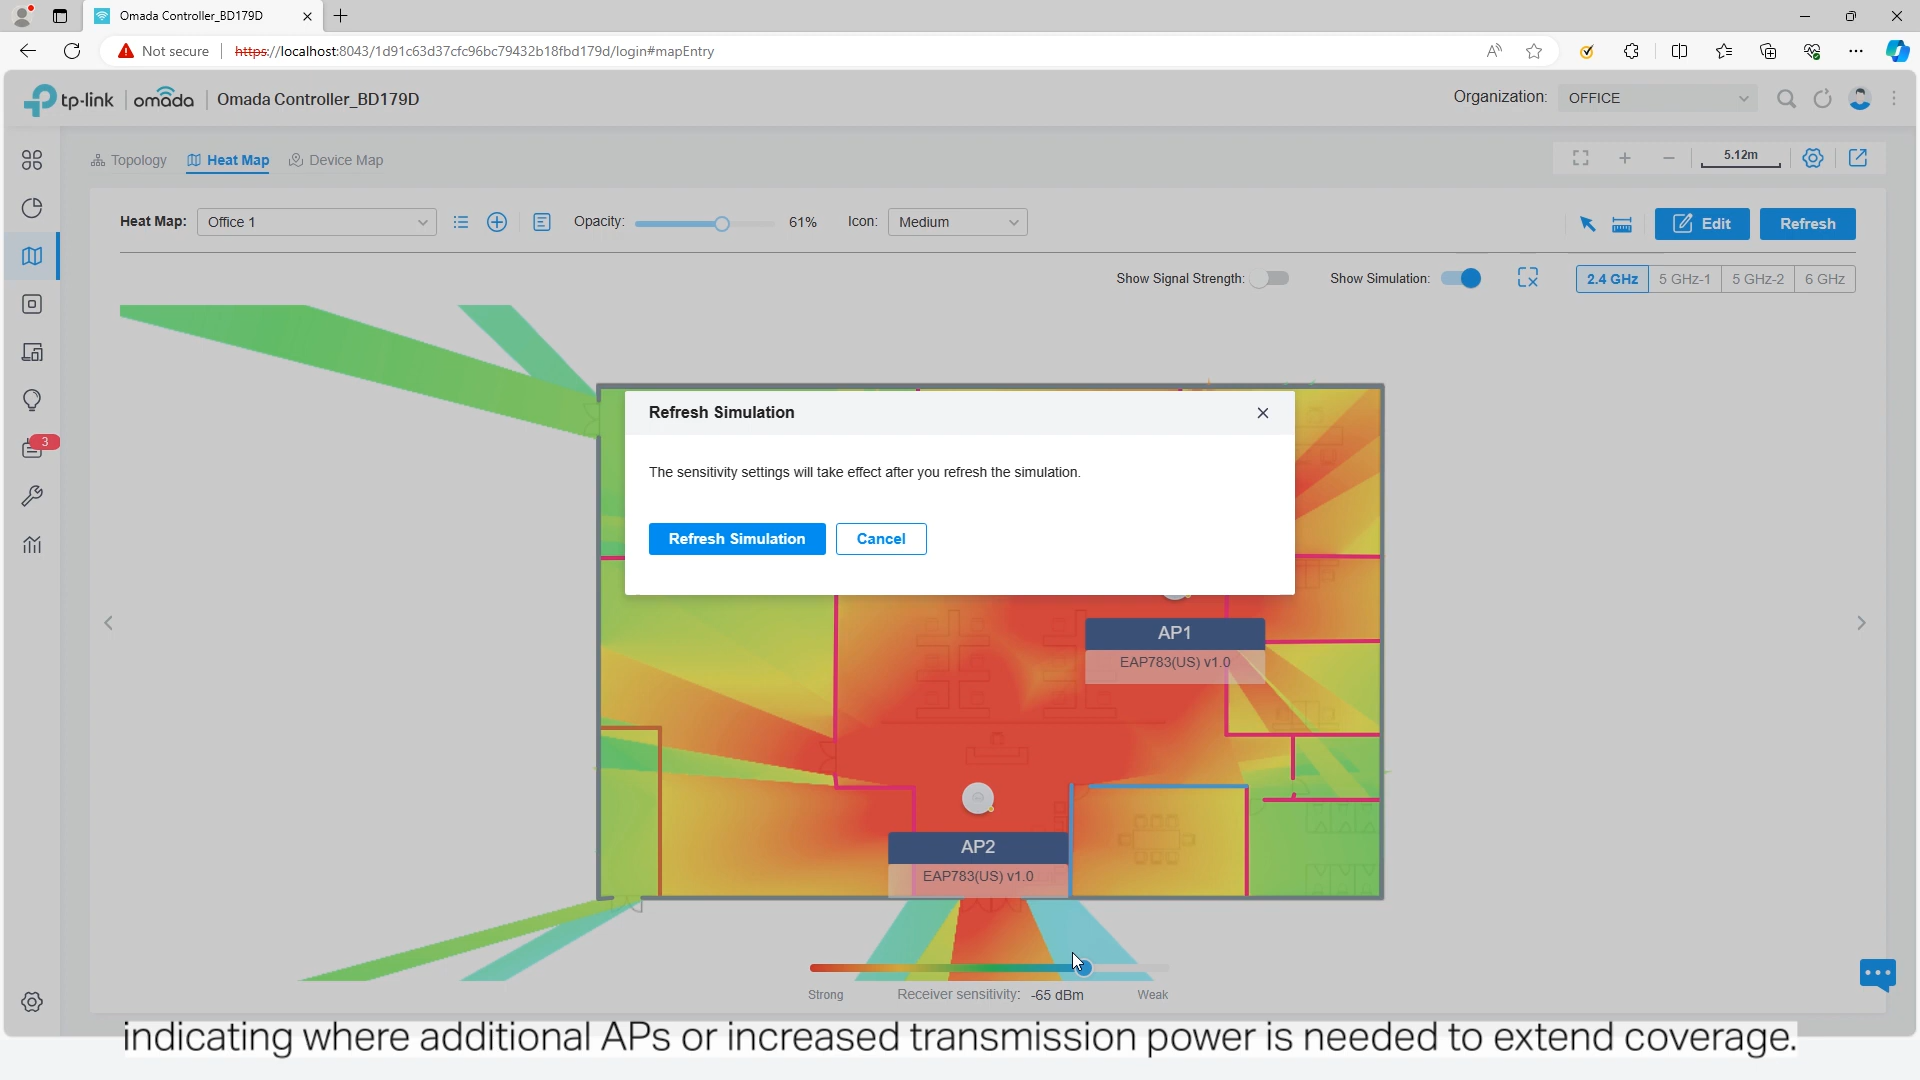 Omada Controller_BD179D
Not secure https://localhost:8043/1d91c63d37cfc96bc79432b18fbd179d/login#mapEntry
tp-link omada Omada Controller_BD179D Organization: OFFICE
Topology Heat Map Device Map 5.12m
Heat Map: Office 1 Opacity: 61% Icon: Medium Edit Refresh
Show Signal Strength: Show Simulation: 2.4 GHz 5 GHz-1 5 GHz-2 6 GHz
Refresh Simulation
3
The sensitivity settings will take effect after you refresh the simulation.
Refresh Simulation Cancel
AP1
EAP783(US) v1.0
AP2
EAP783(US) v1.0
Strong Receiver sensitivity: -65 dBm Weak
indicating where additional APs or increased transmission power is needed to extend coverage.